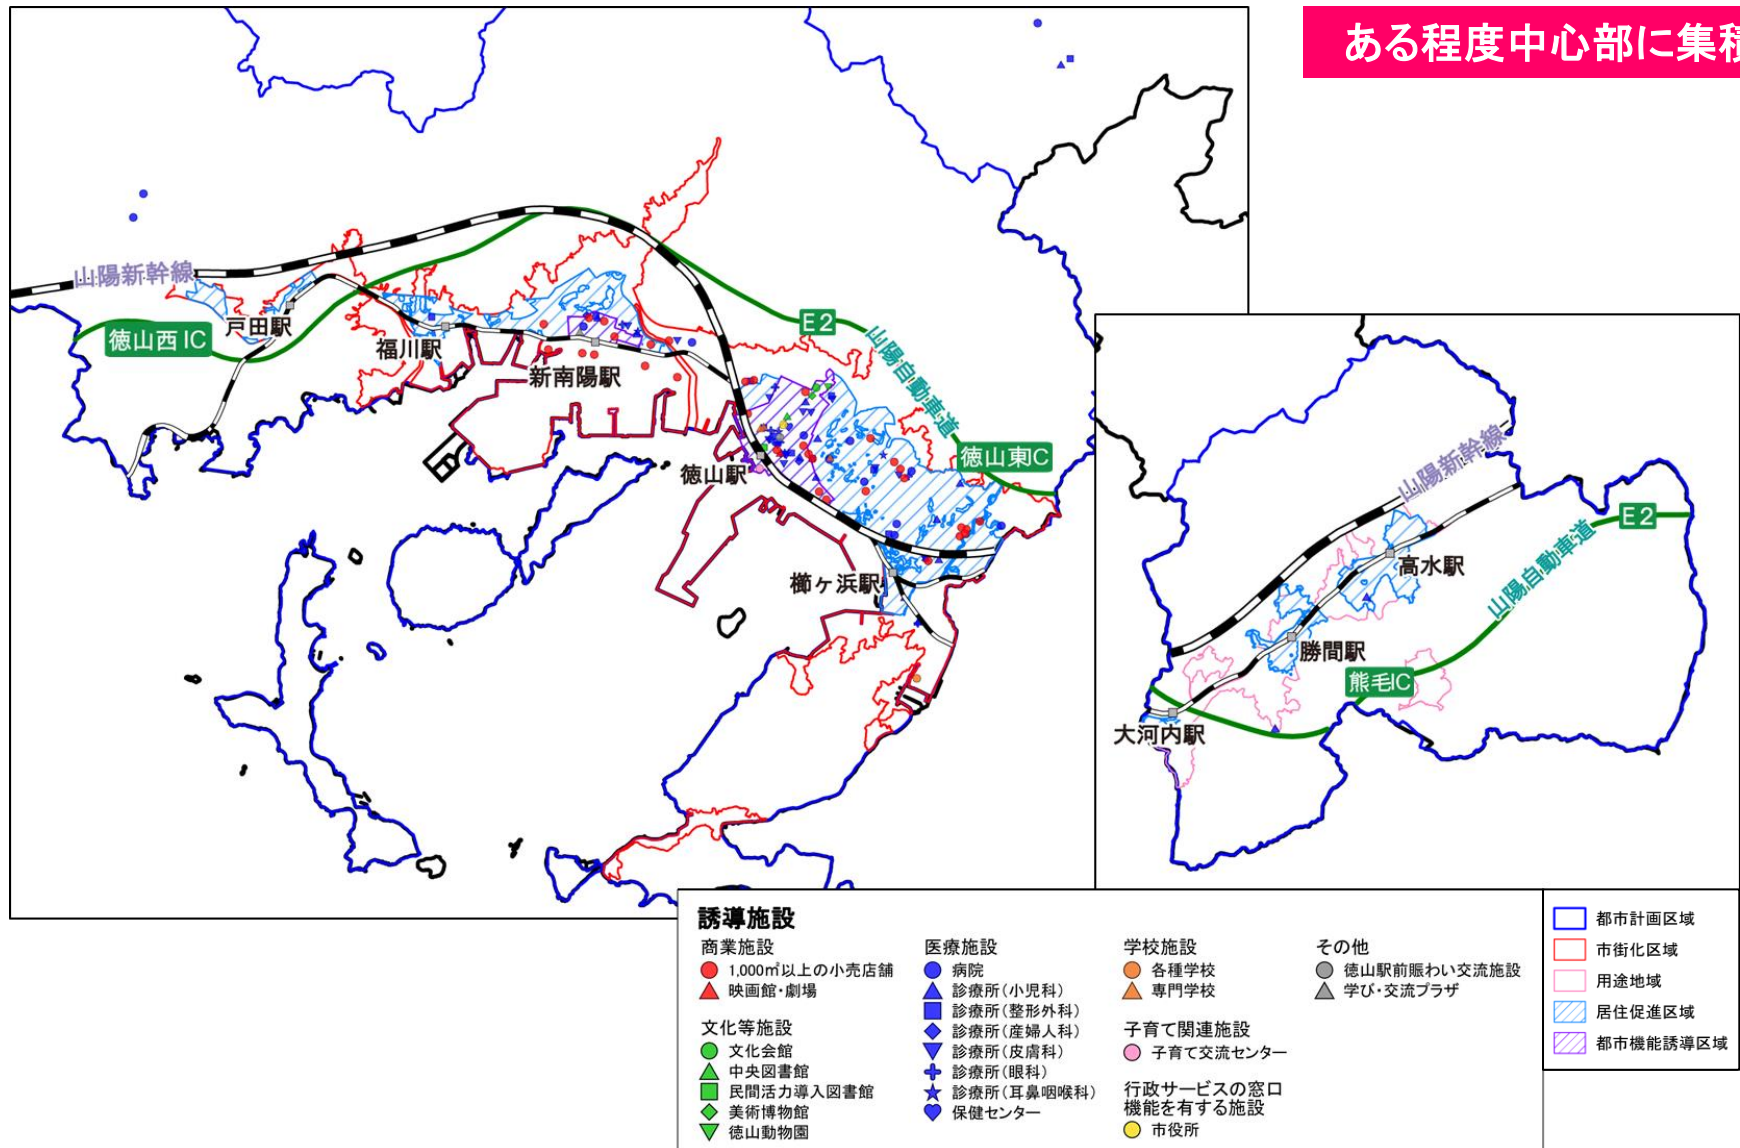 ある程度中心部に集積
山陽新幹線
徳山西IC
戸田駅
福川駅
新南陽駅
E2
山陽自動車道
徳山東IC
徳山駅
櫛ヶ浜駅
山陽新幹線
E2
山陽自動車道
高水駅
勝間駅
熊毛IC
大河内駅
誘導施設
商業施設
1,000㎡以上の小売店舗
映画館・劇場
文化等施設
文化会館
中央図書館
民間活力導入図書館
美術博物館
徳山動物園
医療施設
病院
診療所(小児科)
診療所(整形外科)
診療所(産婦人科)
診療所(皮膚科)
診療所(眼科)
診療所(耳鼻咽喉科)
保健センター
学校施設
各種学校
専門学校
子育て関連施設
子育て交流センター
行政サービスの窓口
機能を有する施設
市役所
その他
徳山駅前賑わい交流施設
学び・交流プラザ
都市計画区域
市街化区域
用途地域
居住促進区域
都市機能誘導区域